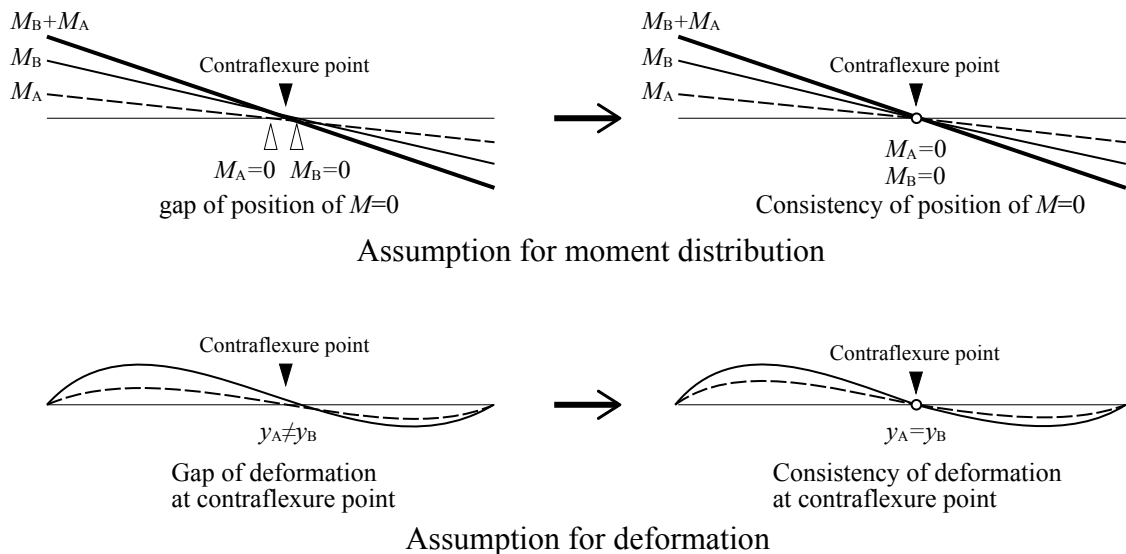 MB+MA
MB
MA
Contraflexure point
MA=0 MB=0
gap of position of M=0
MB+MA
MB
MA
Contraflexure point
MA=0
MB=0
Consistency of position of M=0
Assumption for moment distribution
Contraflexure point
yA≠yB
Gap of deformation
at contraflexure point
Contraflexure point
yA=yB
Consistency of deformation
at contraflexure point
Assumption for deformation